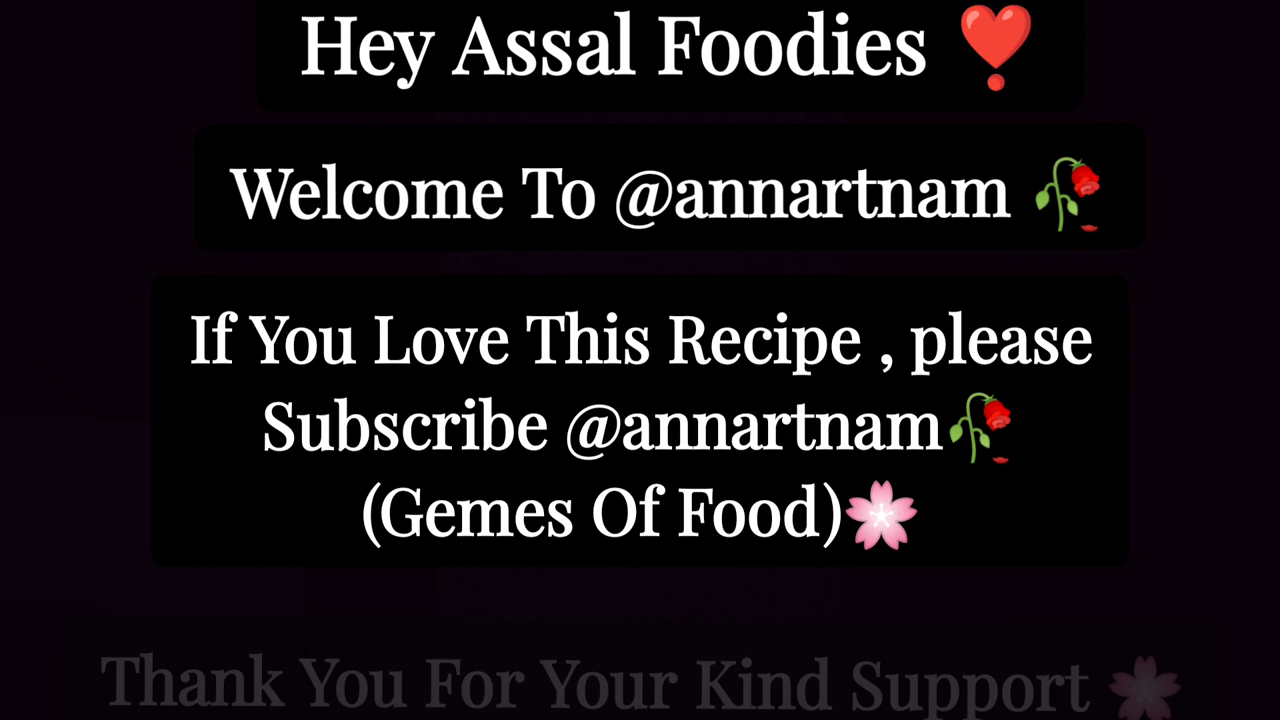 Hey Assal Foodies ❣️
Welcome To @annartnam 🥀
If You Love This Recipe , please
Subscribe @annartnam🥀
(Gemes Of Food)🌸
Thank You For Your Kind Support 🌸